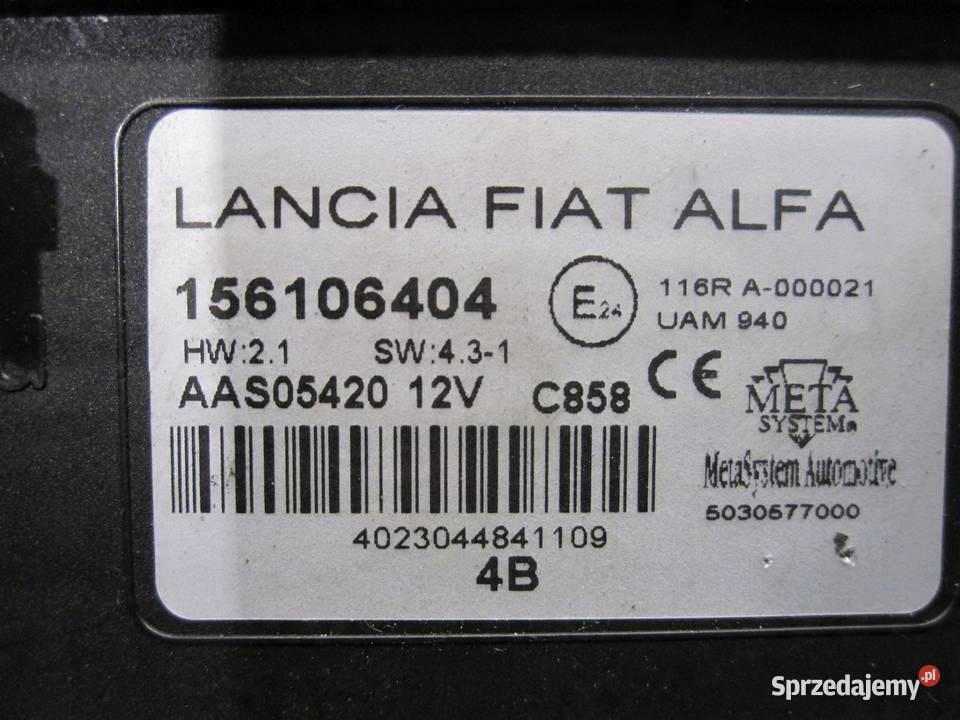 LANCIA FIAT ALFA
156106404
E24
116R A-000021
UAM 940
HW:2.1 SW:4.3-1
AAS05420 12V C858
CE
META
SYSTEM
MetaSystem Automotive
5030577000
4023044841109
4B
Sprzedajemy.pl